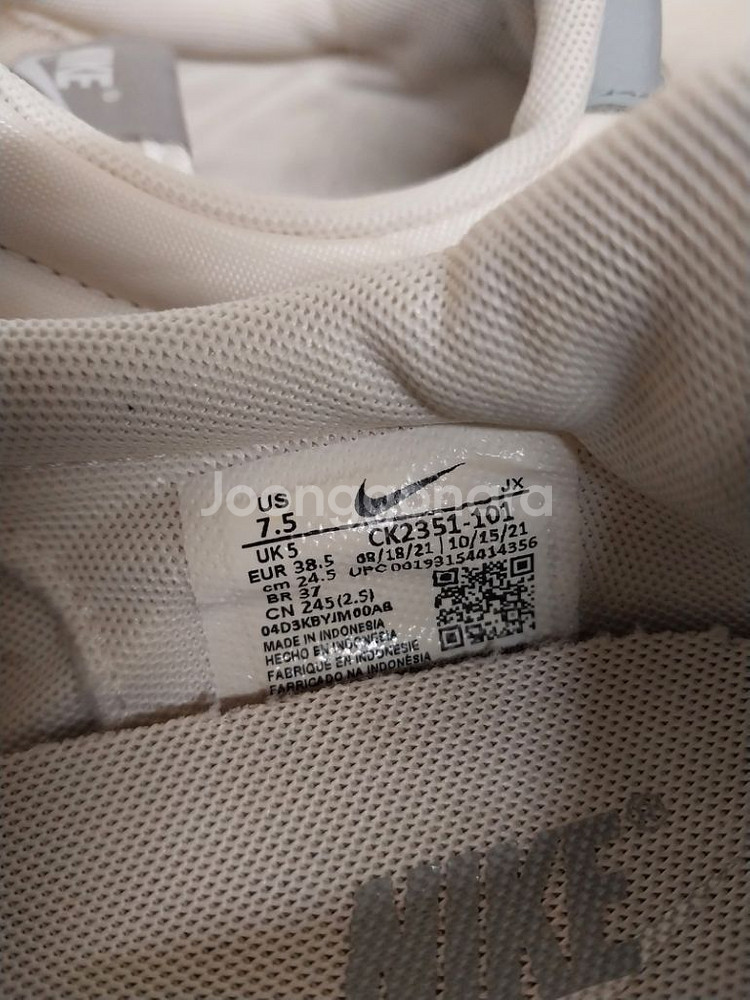 NIKE®
Joonggonara
US
7.5
JX
UK 5
CK2351-101
EUR 38.5
08/18/21 | 10/15/21
cm 24.5
UPC 00193154414356
BR 37
CN 245(2.5)
04D3KBYJM00AB
MADE IN INDONESIA
HECHO EN INDONESIA
FABRIQUE EN INDONESIE
FABRICADO NA INDONÉSIA
NIKE®